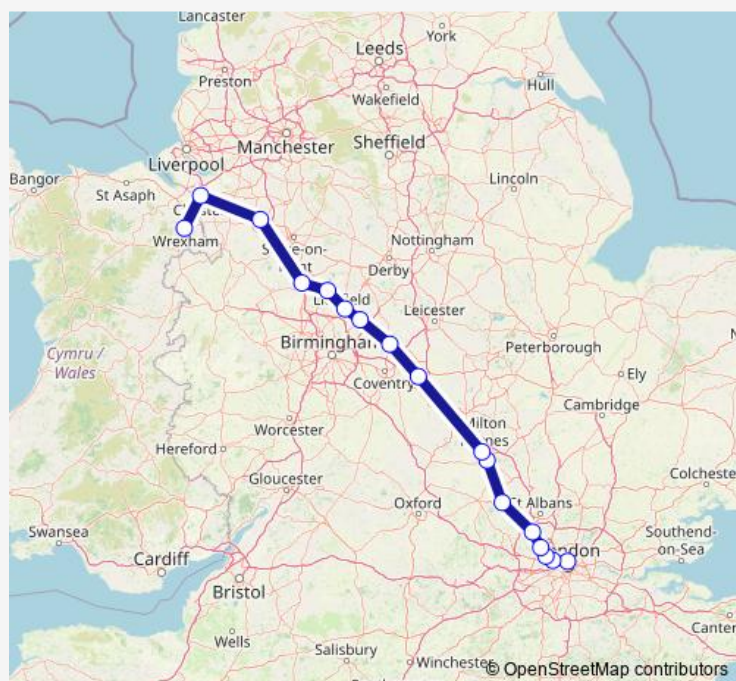 Lancaster
York
Leeds
Preston
Hull
Wakefield
Manchester
Sheffield
Liverpool
Bangor
St Asaph
Lincoln
Wrexham
Nottingham
Derby
Leicester
Birmingham
Peterborough
Cymru /
Wales
Coventry
Ely
Cambridge
Worcester
Milton
Hereford
Gloucester
Colcheste
Oxford
St Albans
Swansea
Southend-
on-Sea
Cardiff
Bristol
Canter
Wells
Salisbury
Winchester
© OpenStreetMap contributors